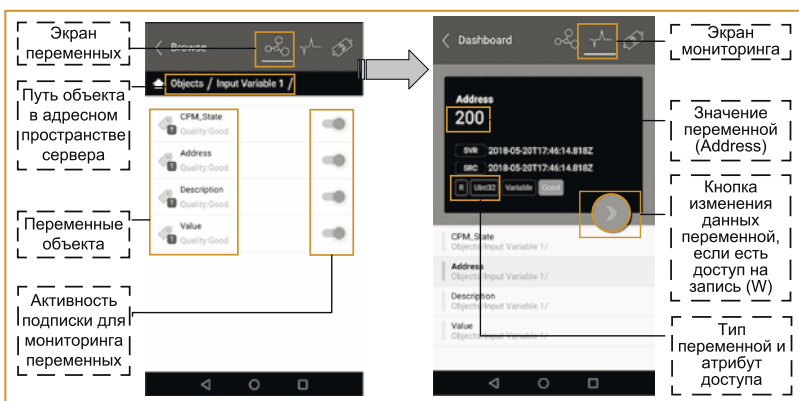 Экран
переменных
Путь объекта
в адресном
пространстве
сервера
Переменные
объекта
Активность
подписки для
мониторинга
переменных
Browse
Objects / Input Variable 1 /
CPM_State
Quality:Good
Address
Quality:Good
Description
Quality:Good
Value
Quality:Good
Dashboard
Address
200
SVR 2018-05-20T17:46:14.818Z
SRC 2018-05-20T17:46:14.818Z
R UInt32 Variable Good
CPM_State
Objects/Input Variable 1/
Address
Objects/Input Variable 1/
Description
Objects/Input Variable 1/
Value
Objects/Input Variable 1/
Экран
мониторинга
Значение
переменной
(Address)
Кнопка
изменения
данных
переменной,
если есть
доступ на
запись (W)
Тип
переменной и
атрибут
доступа